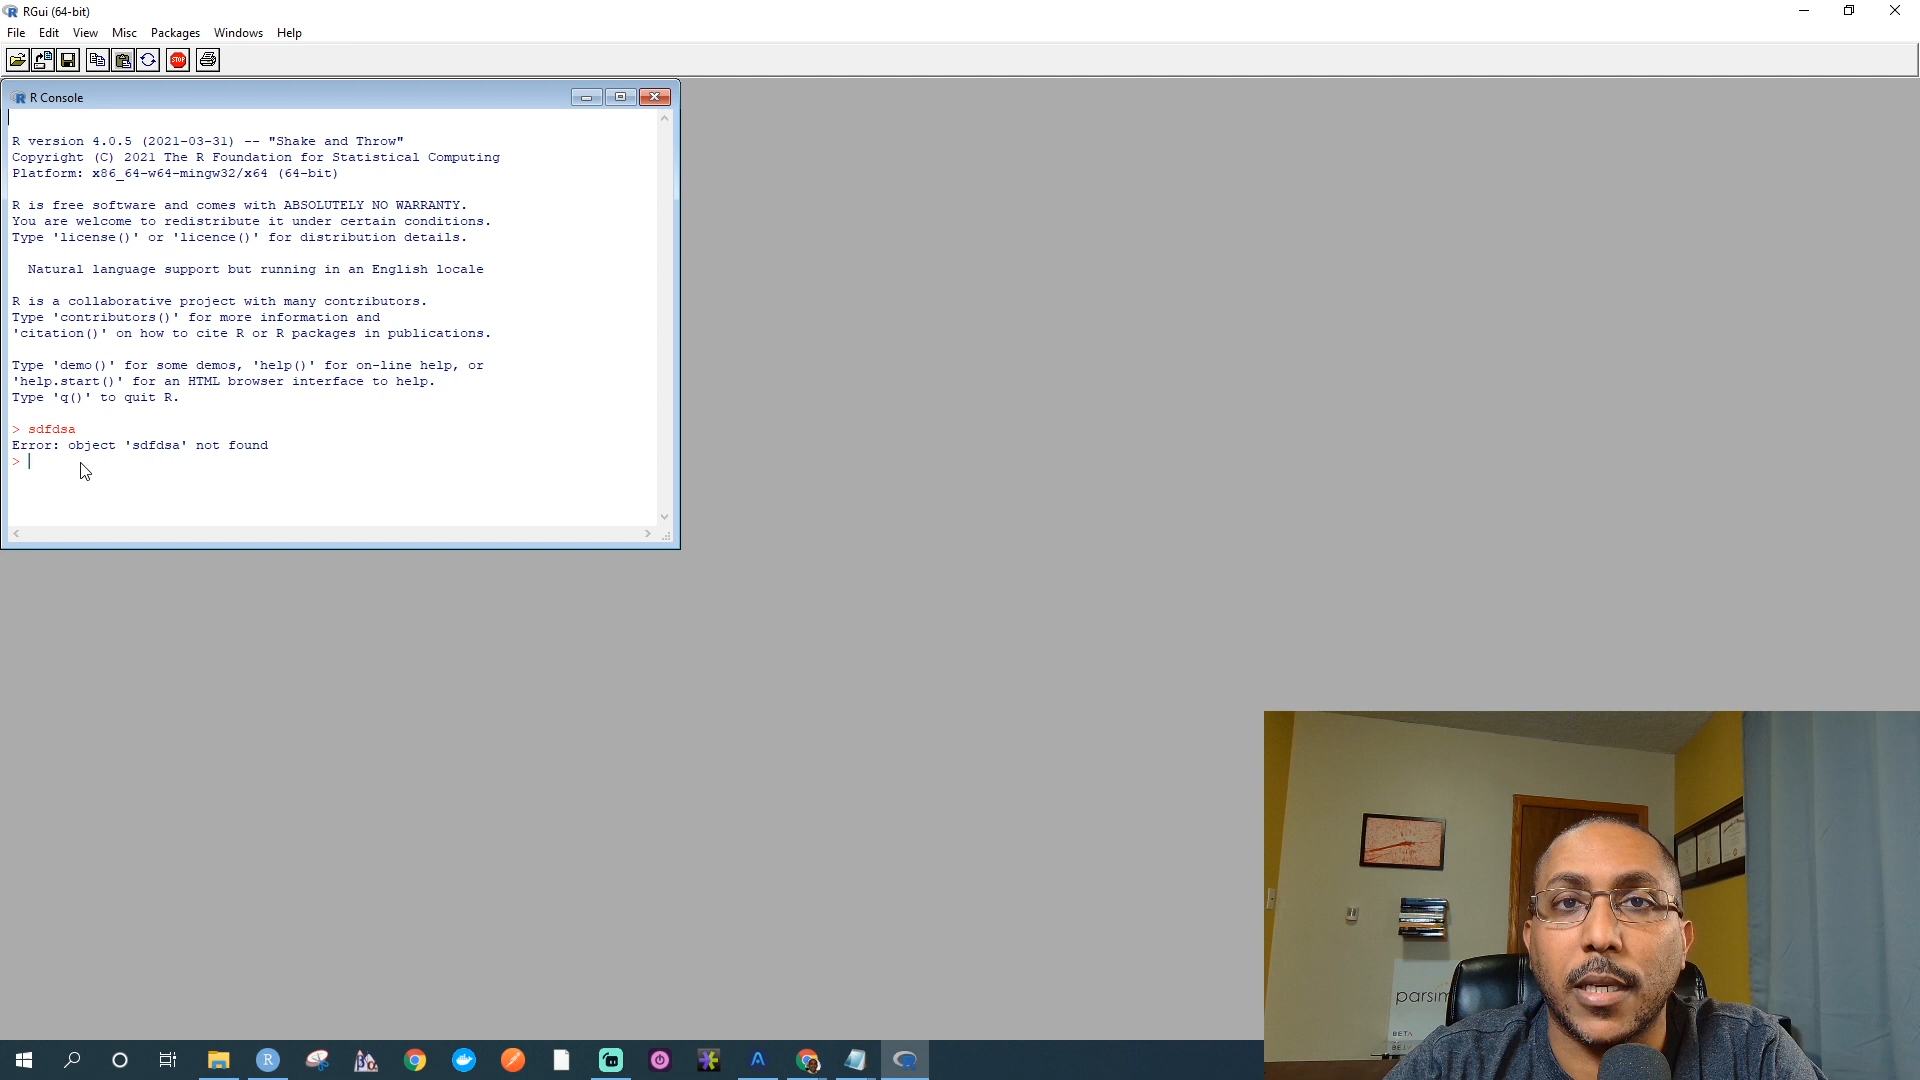 RGui (64-bit)
File Edit View Misc Packages Windows Help
STOP
R Console
R version 4.0.5 (2021-03-31) -- "Shake and Throw"
Copyright (C) 2021 The R Foundation for Statistical Computing
Platform: x86_64-w64-mingw32/x64 (64-bit)
R is free software and comes with ABSOLUTELY NO WARRANTY.
You are welcome to redistribute it under certain conditions.
Type 'license()' or 'licence()' for distribution details.
Natural language support but running in an English locale
R is a collaborative project with many contributors.
Type 'contributors()' for more information and
'citation()' on how to cite R or R packages in publications.
Type 'demo()' for some demos, 'help()' for on-line help, or
'help.start()' for an HTML browser interface to help.
Type 'q()' to quit R.
> sdfdsa
Error: object 'sdfdsa' not found
>
parsim
BETA